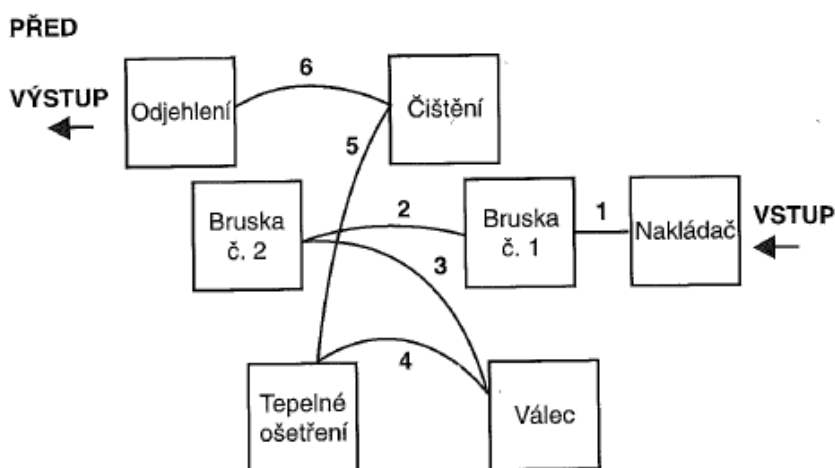 PŘED
6
VÝSTUP
Odjehlení
Čištění
5
Bruska
č. 2
2
Bruska
č. 1
1
Nakládač
VSTUP
3
4
Tepelné
ošetření
Válec